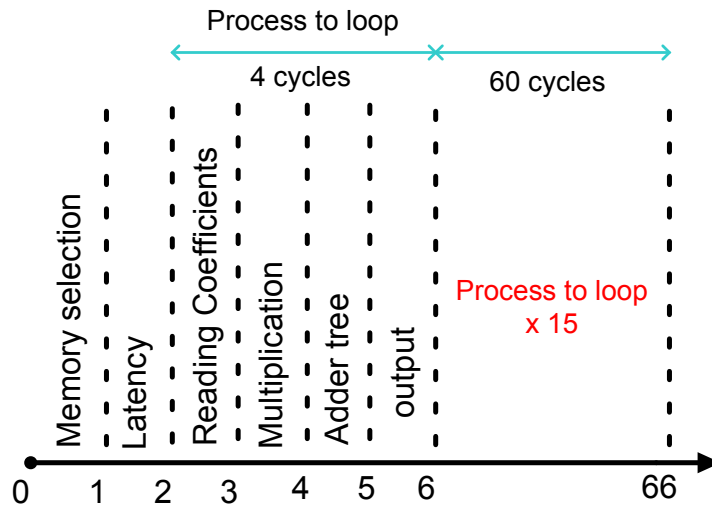 Process to loop
4 cycles
60 cycles
Memory selection
Latency
Reading Coefficients
Multiplication
Adder tree
output
Process to loop
x 15
0
1
2
3
4
5
6
66